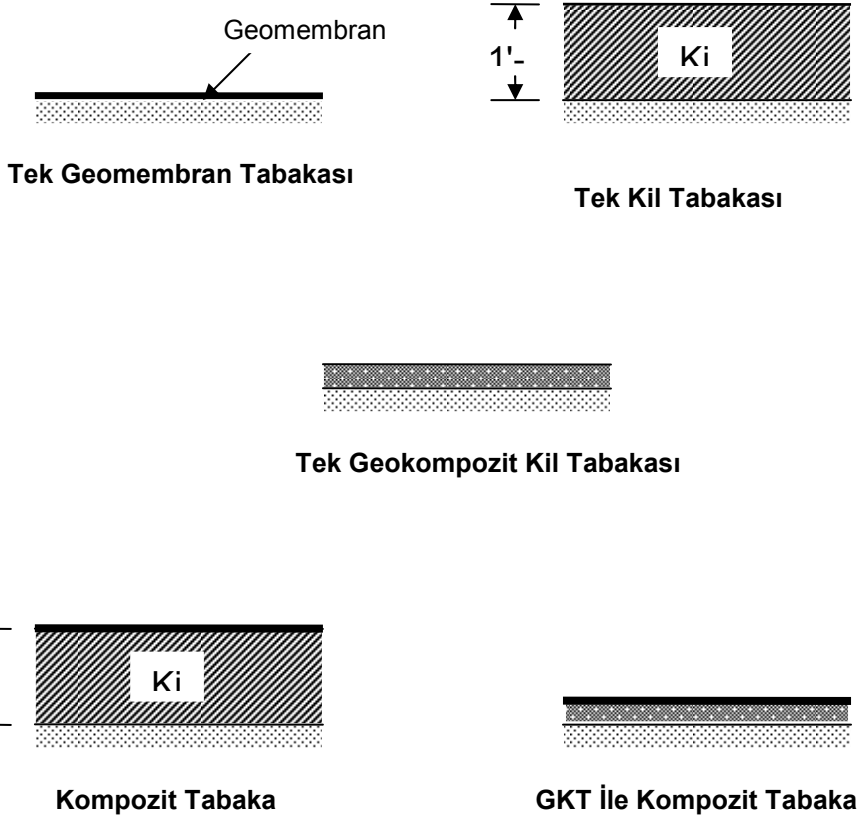 Geomembran
1'-
Ki
Tek Geomembran Tabakası
Tek Kil Tabakası
Tek Geokompozit Kil Tabakası
Ki
Kompozit Tabaka
GKT İle Kompozit Tabaka